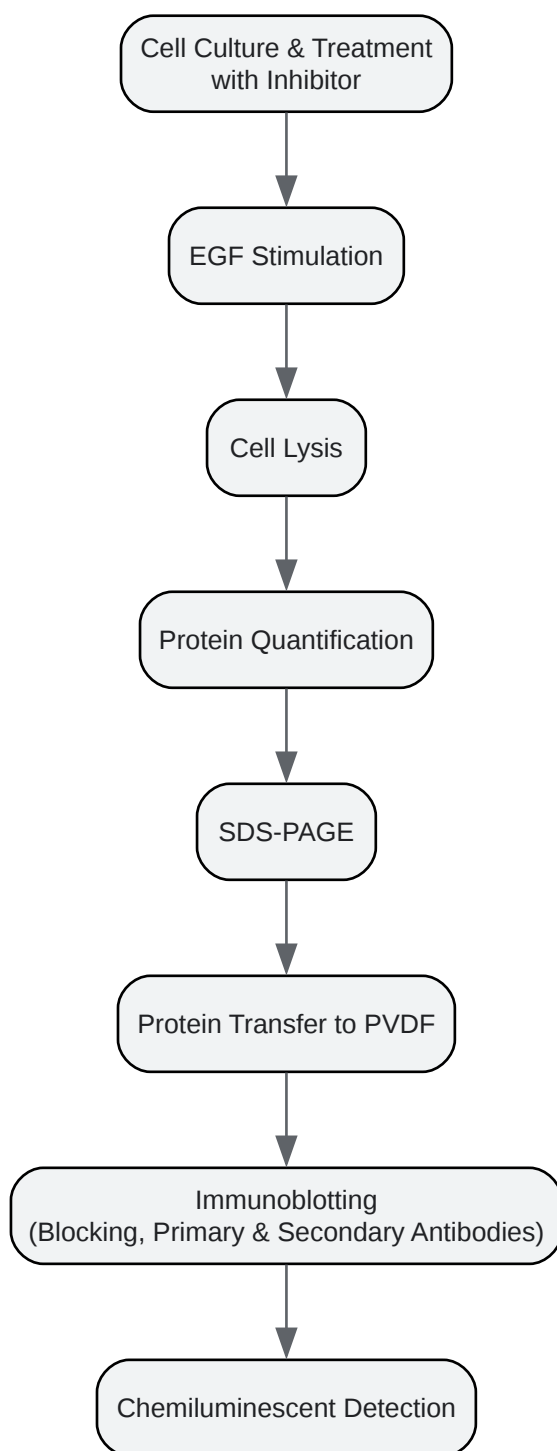 Cell Culture & Treatment
with Inhibitor
EGF Stimulation
Cell Lysis
Protein Quantification
SDS-PAGE
Protein Transfer to PVDF
Immunoblotting
(Blocking, Primary & Secondary Antibodies)
Chemiluminescent Detection